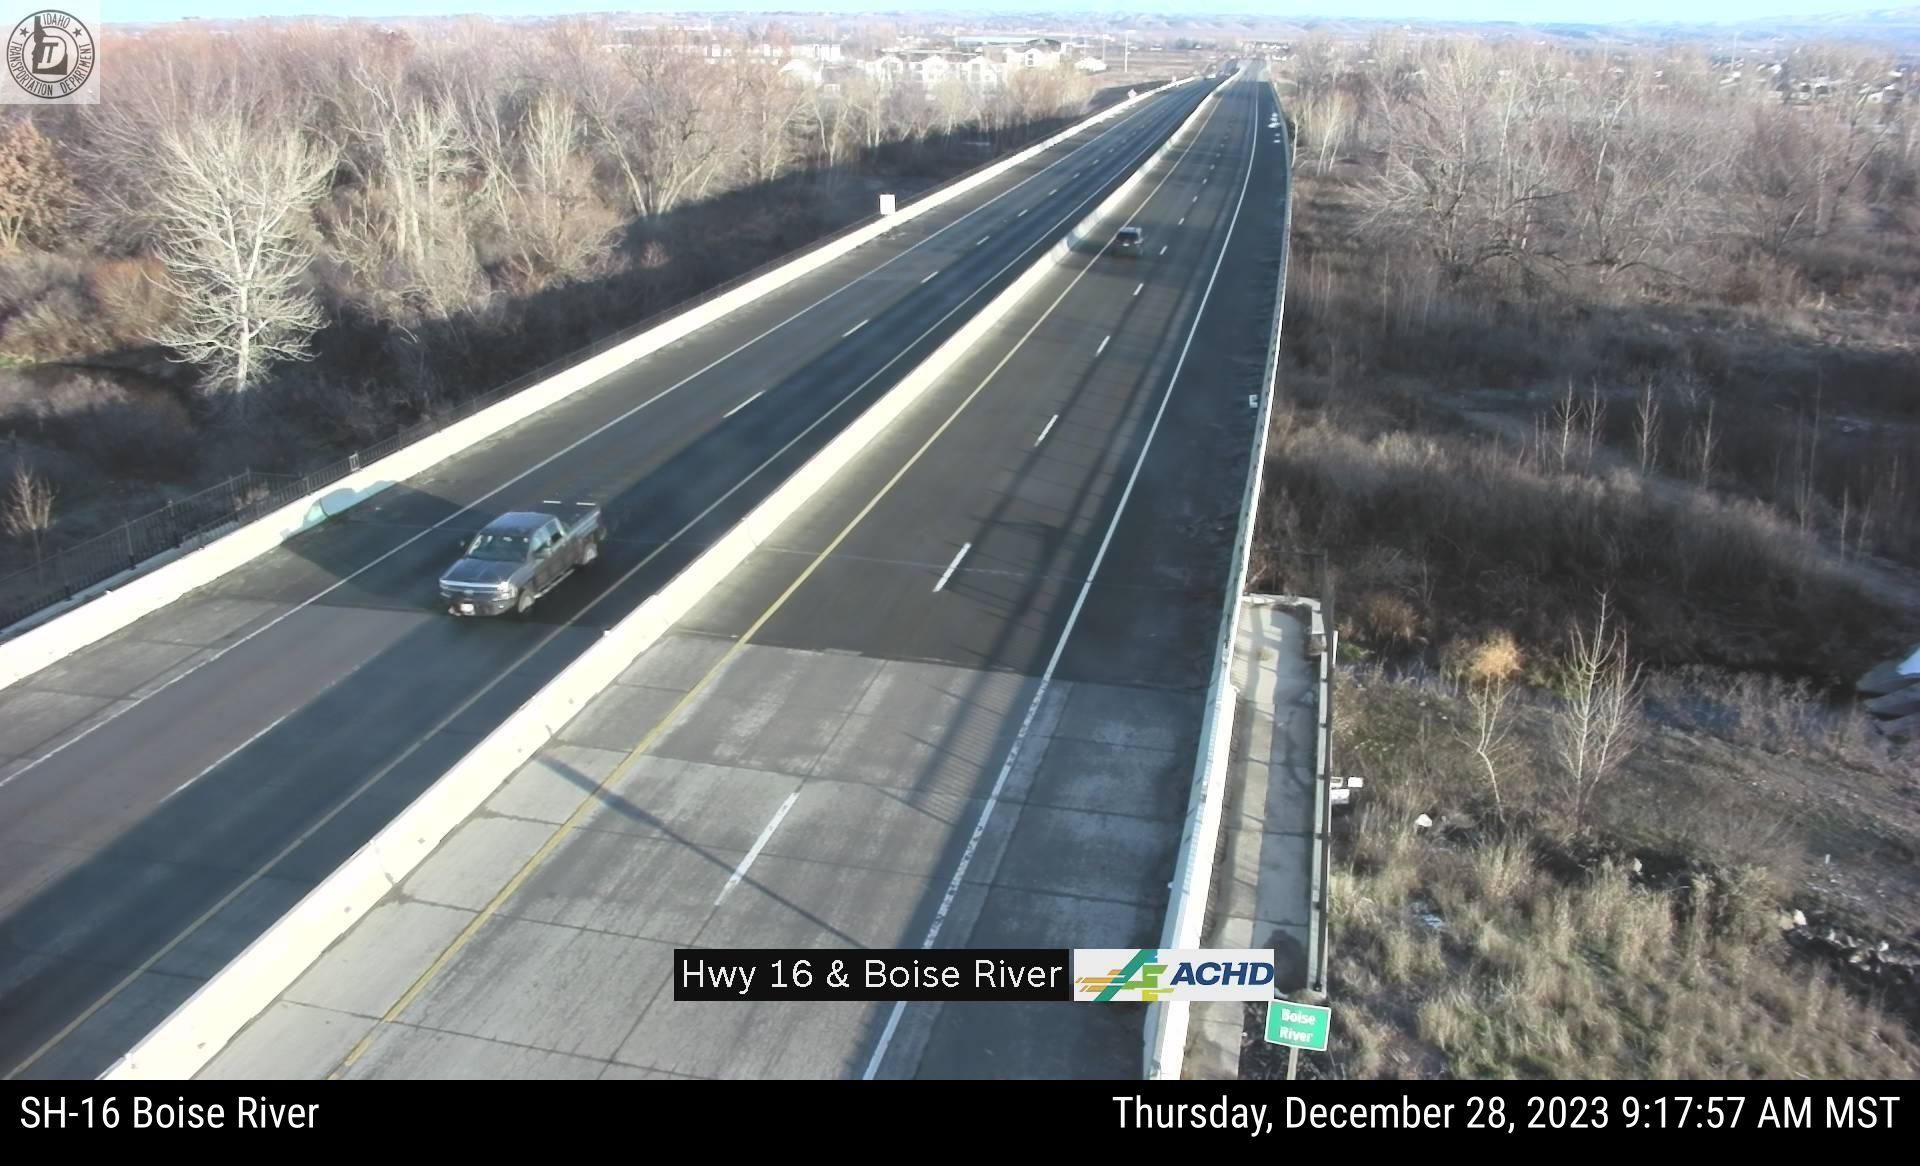 IDAHO
TRANSPORTATION DEPARTMENT
Hwy 16 & Boise River
ACHD
Boise
River
SH-16 Boise River
Thursday, December 28, 2023 9:17:57 AM MST